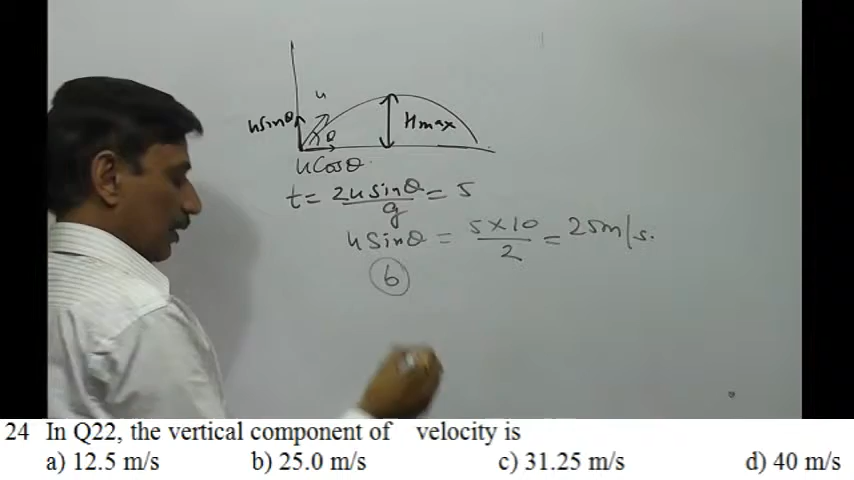 u
usinθ
θ
Hmax
uCosθ.
t = 2usinθ/g = 5
usinθ = 5×10/2 = 25m/s.
b
24 In Q22, the vertical component of velocity is
a) 12.5 m/s b) 25.0 m/s c) 31.25 m/s d) 40 m/s